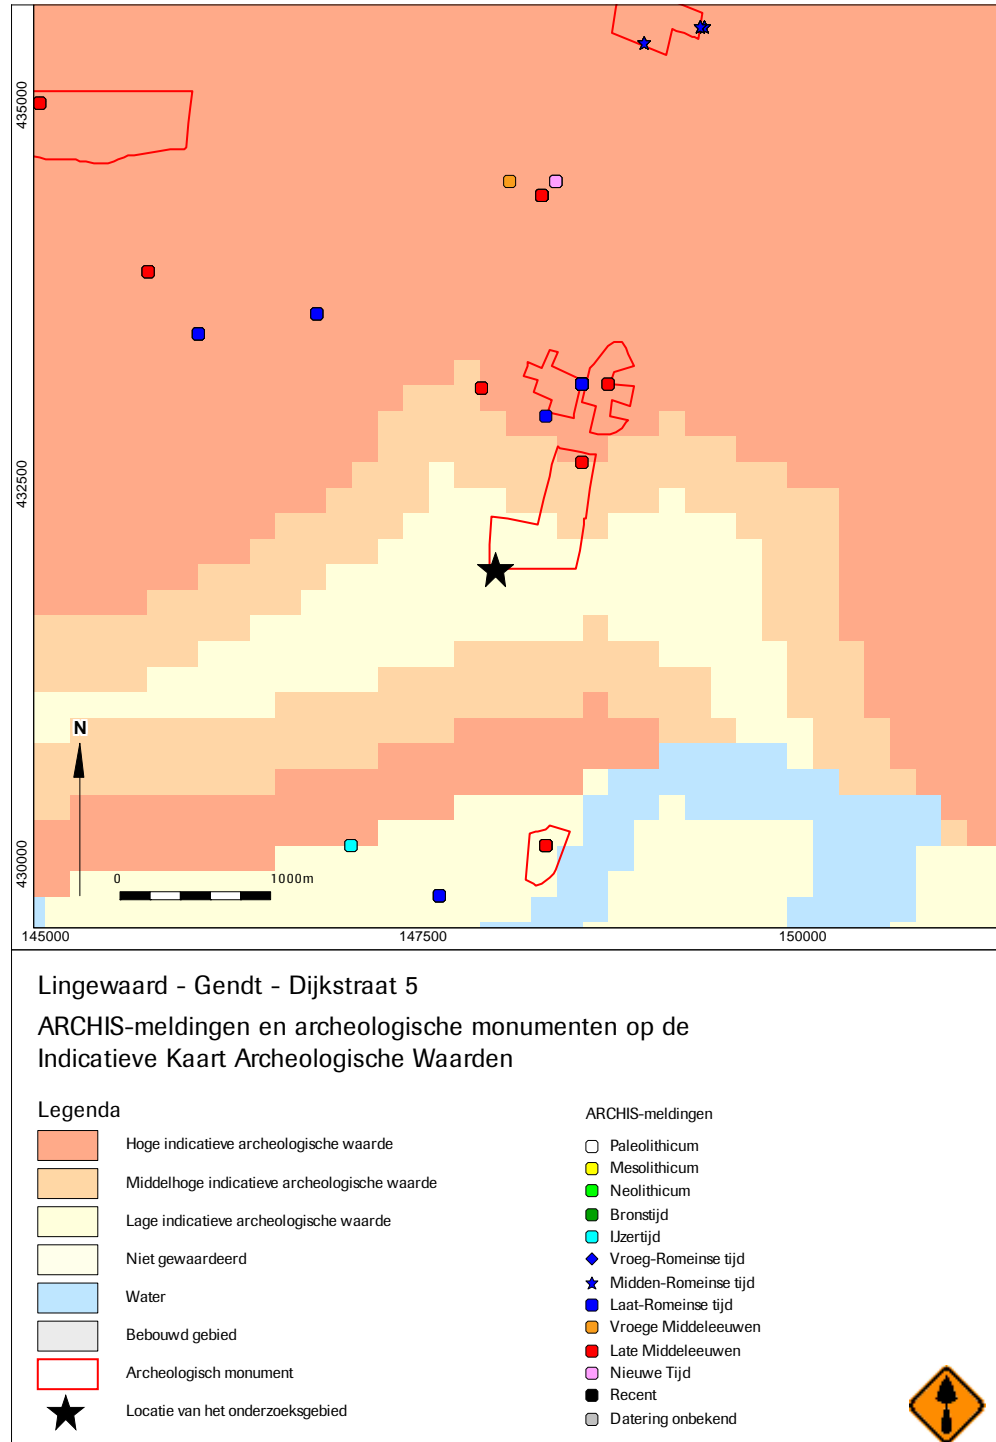 435000
432500
430000
N
0 1000m
145000 147500 150000
Lingewaard - Gendt - Dijkstraat 5
ARCHIS-meldingen en archeologische monumenten op de
Indicatieve Kaart Archeologische Waarden
Legenda
Hoge indicatieve archeologische waarde
Middelhoge indicatieve archeologische waarde
Lage indicatieve archeologische waarde
Niet gewaardeerd
Water
Bebouwd gebied
Archeologisch monument
Locatie van het onderzoeksgebied
ARCHIS-meldingen
Paleolithicum
Mesolithicum
Neolithicum
Bronstijd
IJzertijd
Vroeg-Romeinse tijd
Midden-Romeinse tijd
Laat-Romeinse tijd
Vroege Middeleeuwen
Late Middeleeuwen
Nieuwe Tijd
Recent
Datering onbekend